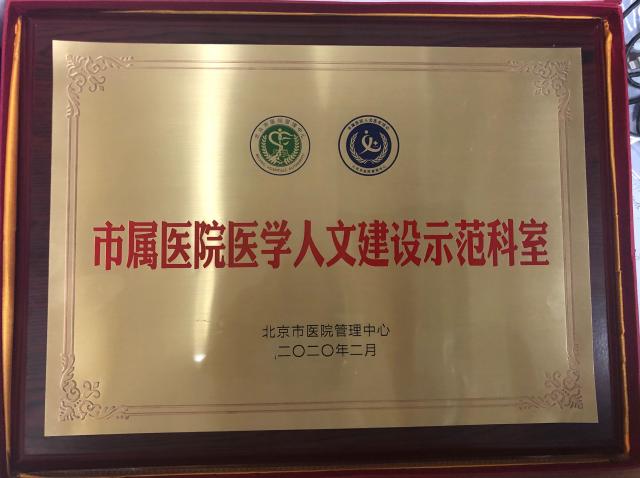 市属医院医学人文建设示范科室
北京市医院管理中心
二〇二〇年二月